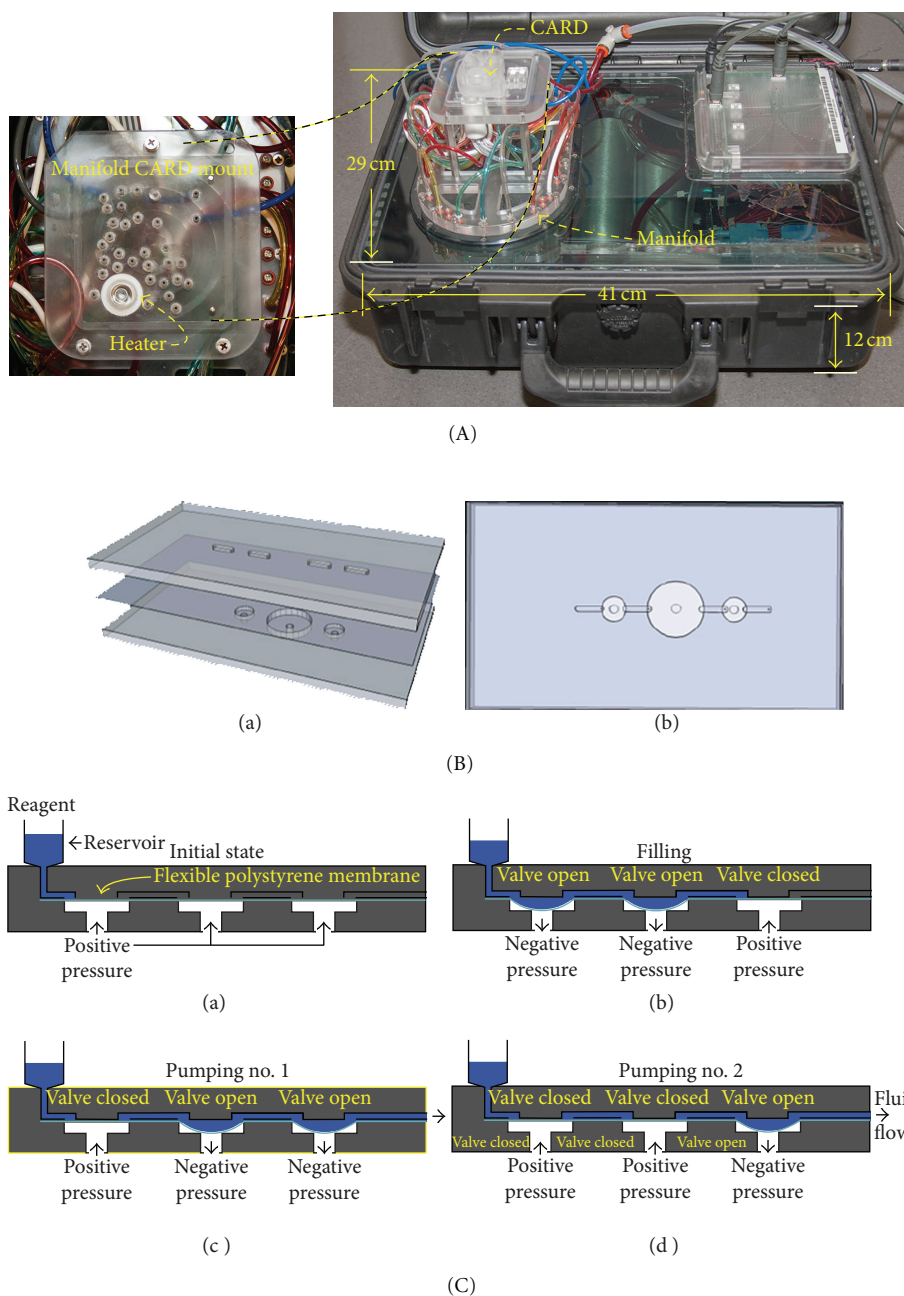 CARD
Manifold CARD mount
29 cm
Manifold
41 cm
Heater
12 cm
(A)
(a)
(b)
(B)
Reagent
Reservoir
Initial state
Flexible polystyrene membrane
Positive
pressure
(a)
Filling
Valve open
Valve open
Valve closed
Negative
pressure
Negative
pressure
Positive
pressure
(b)
Pumping no. 1
Valve closed
Valve open
Valve open
Positive
pressure
Negative
pressure
Negative
pressure
(c )
Pumping no. 2
Valve closed
Valve closed
Valve open
Flui
flow
Valve closed
Valve closed
Valve open
Positive
pressure
Positive
pressure
Negative
pressure
(d )
(C)